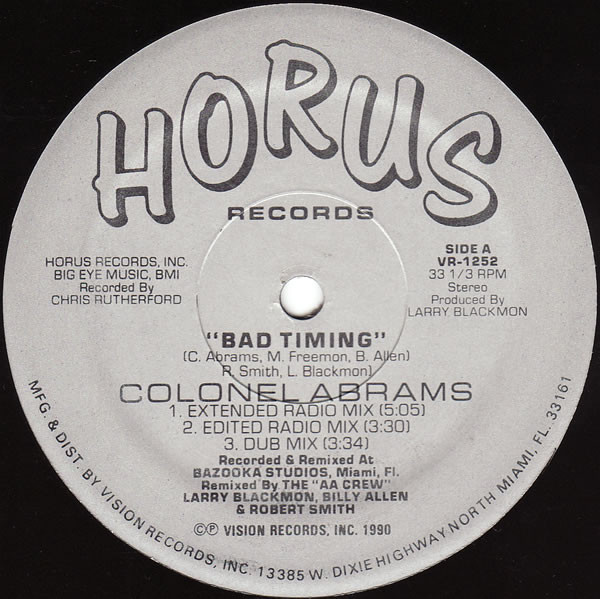 HORUS
RECORDS
HORUS RECORDS, INC.
BIG EYE MUSIC, BMI
Recorded By
CHRIS RUTHERFORD
SIDE A
VR-1252
33 1/3 RPM
Stereo
Produced By
LARRY BLACKMON
"BAD TIMING"
(C. Abrams, M. Freemon, B. Allen)
R. Smith, L. Blackmon)
COLONEL ABRAMS
1. EXTENDED RADIO MIX (5:05)
2. EDITED RADIO MIX (3:30)
3. DUB MIX (3:34)
Recorded & Remixed At
BAZOOKA STUDIOS, Miami, Fl.
Remixed By THE "AA CREW"
LARRY BLACKMON, BILLY ALLEN
& ROBERT SMITH
©℗ VISION RECORDS, INC. 1990
MFG. & DIST. BY VISION RECORDS, INC. 13385 W. DIXIE HIGHWAY NORTH MIAMI, FL. 33161